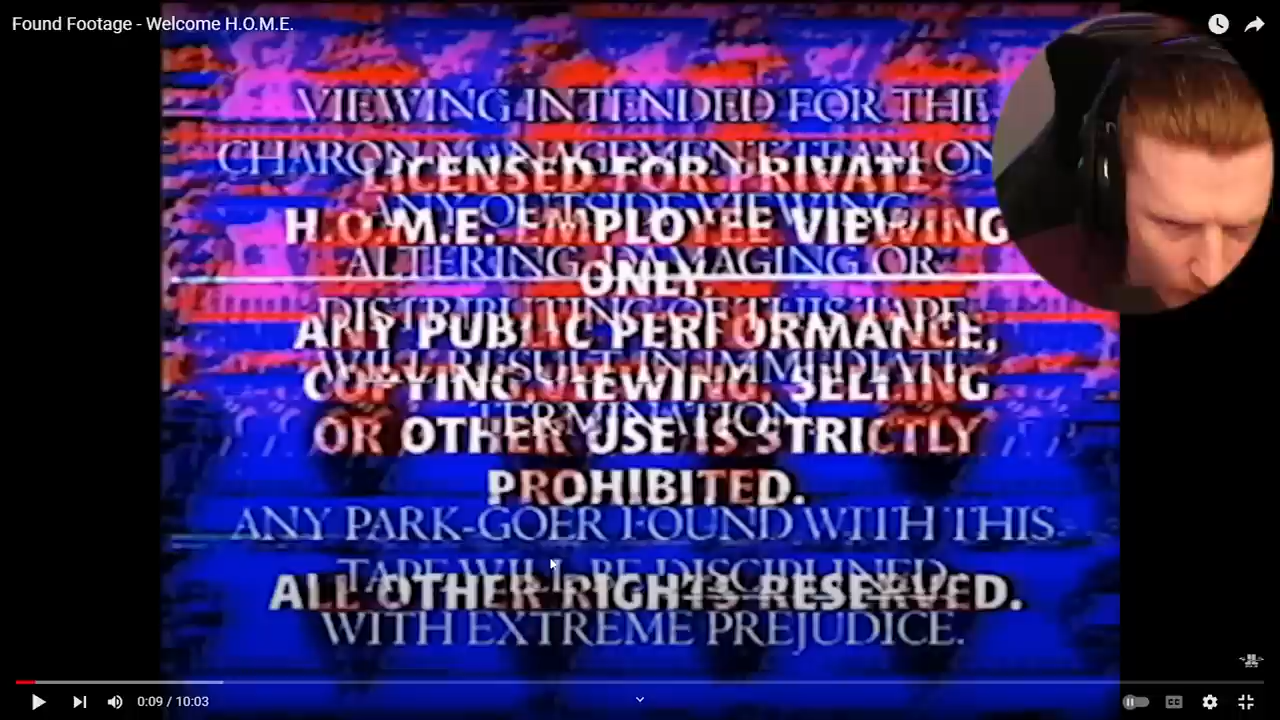 Found Footage - Welcome H.O.M.E.
VIEWING INTENDED FOR THE
CHARON MANAGEMENT TEAM ON
LICENSED FOR PRIVATE
ANY OUTSIDE VIEWING,
H.O.M.E. EMPLOYEE VIEWING
ALTERING, DAMAGING OR
ONLY.
DISTRIBUTING OF THIS TAPE
ANY PUBLIC PERFORMANCE,
WILL RESULT IN IMMEDIATE
COPYING, VIEWING, SELLING
TERMINATION.
OR OTHER USE IS STRICTLY
PROHIBITED.
ANY PARK-GOER FOUND WITH THIS
TAPE WILL BE DISCIPLINED
ALL OTHER RIGHTS RESERVED.
WITH EXTREME PREJUDICE.
0:09 / 10:03
CC